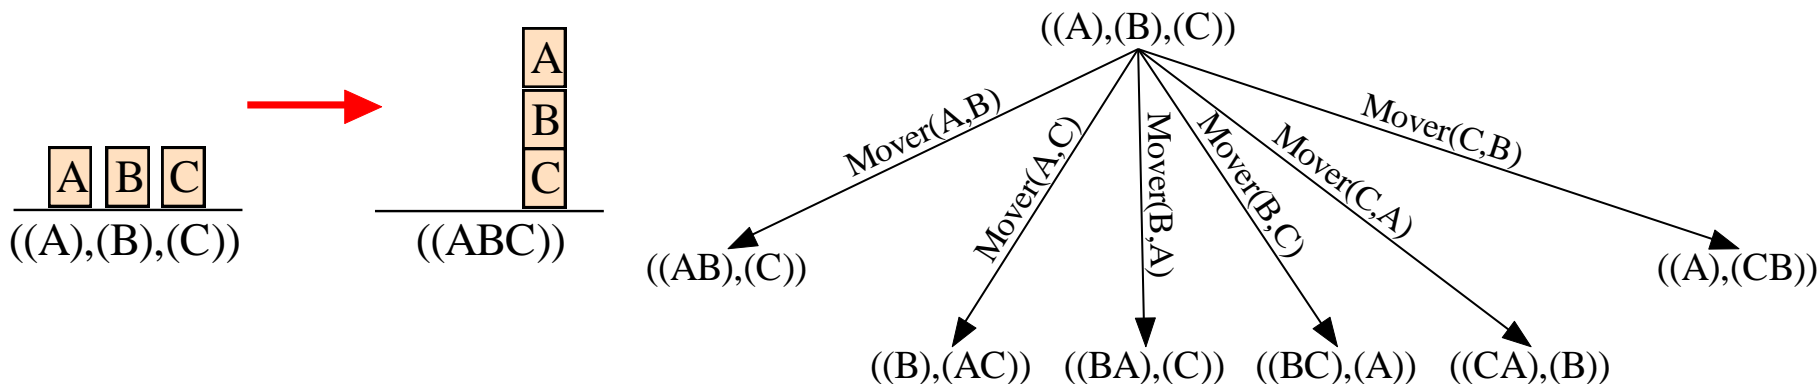 A
B
C
A B C
((A),(B),(C))
((ABC))
((A),(B),(C))
Mover(A,B)
Mover(A,C)
Mover(B,A)
Mover(B,C)
Mover(C,A)
Mover(C,B)
((AB),(C))
((A),(CB))
((B),(AC))
((BA),(C))
((BC),(A))
((CA),(B))